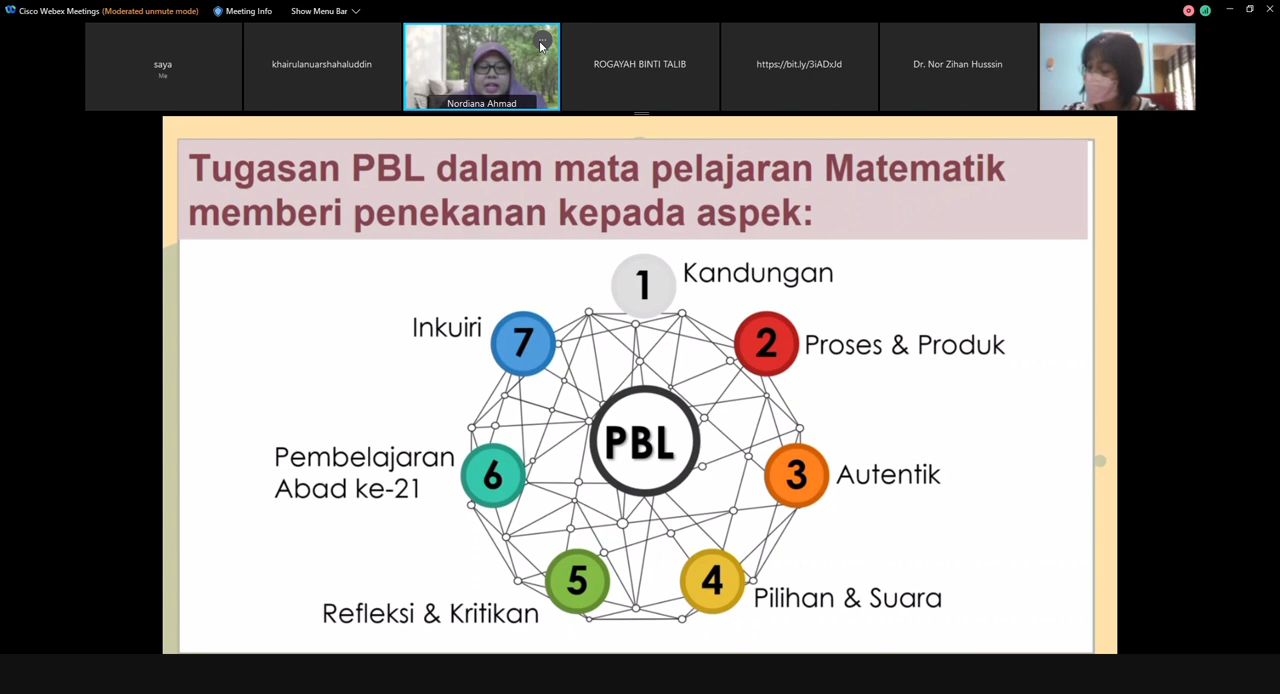 Cisco Webex Meetings (Moderated unmute mode)
Meeting Info
Show Menu Bar
saya
Me
khairulanuarshahaluddin
Nordiana Ahmad
ROGAYAH BINTI TALIB
https://bit.ly/3iADxJd
Dr. Nor Zihan Husssin
Tugasan PBL dalam mata pelajaran Matematik
memberi penekanan kepada aspek:
1
Kandungan
2
Proses & Produk
3
Autentik
4
Pilihan & Suara
5
Refleksi & Kritikan
6
Pembelajaran
Abad ke-21
7
Inkuiri
PBL